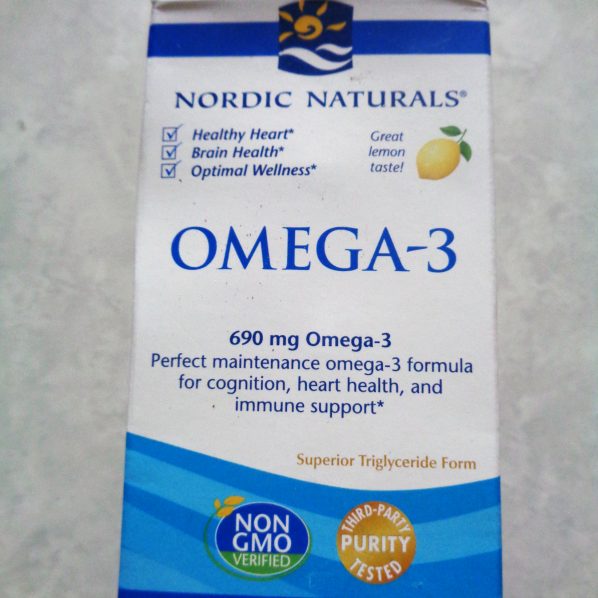 NORDIC NATURALS®
Healthy Heart*
Brain Health*
Optimal Wellness*
Great
lemon
taste!
OMEGA-3
690 mg Omega-3
Perfect maintenance omega-3 formula
for cognition, heart health, and
immune support*
Superior Triglyceride Form
NON
GMO
VERIFIED
THIRD-PARTY
PURITY
TESTED